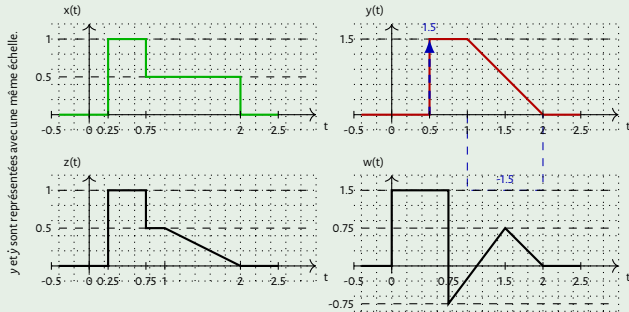 y et y sont représentées avec une même échelle.
x(t)
1
0.5
-0.5 0 0.25 0.75 2 2.5 t
y(t)
1.5
1.5
-0.5 0 0.5 1 1.5 2 2.5 t
z(t)
1
0.5
-0.5 0 0.25 0.75 1 2 2.5 t
w(t)
-1.5
1.5
0.75
-0.5 0 0.75 1.5 2 2.5 t
-0.75